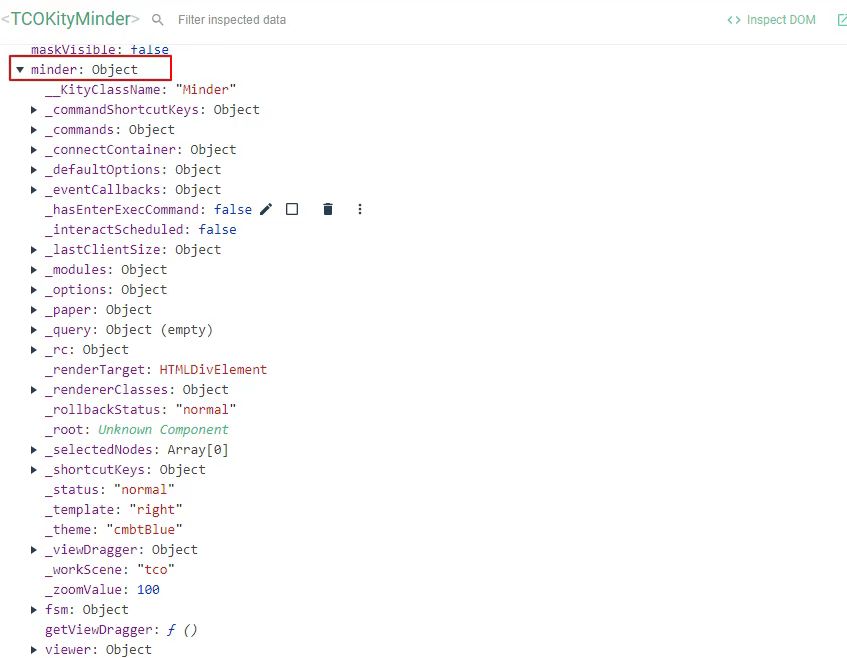 <TCOKityMinder> Filter inspected data <> Inspect DOM
maskVisible: false
minder: Object
__KityClassName: "Minder"
_commandShortcutKeys: Object
_commands: Object
_connectContainer: Object
_defaultOptions: Object
_eventCallbacks: Object
_hasEnterExecCommand: false
_interactScheduled: false
_lastClientSize: Object
_modules: Object
_options: Object
_paper: Object
_query: Object (empty)
_rc: Object
_renderTarget: HTMLDivElement
_rendererClasses: Object
_rollbackStatus: "normal"
_root: Unknown Component
_selectedNodes: Array[0]
_shortcutKeys: Object
_status: "normal"
_template: "right"
_theme: "cmbtBlue"
_viewDragger: Object
_workScene: "tco"
_zoomValue: 100
fsm: Object
getViewDragger: ƒ ()
viewer: Object